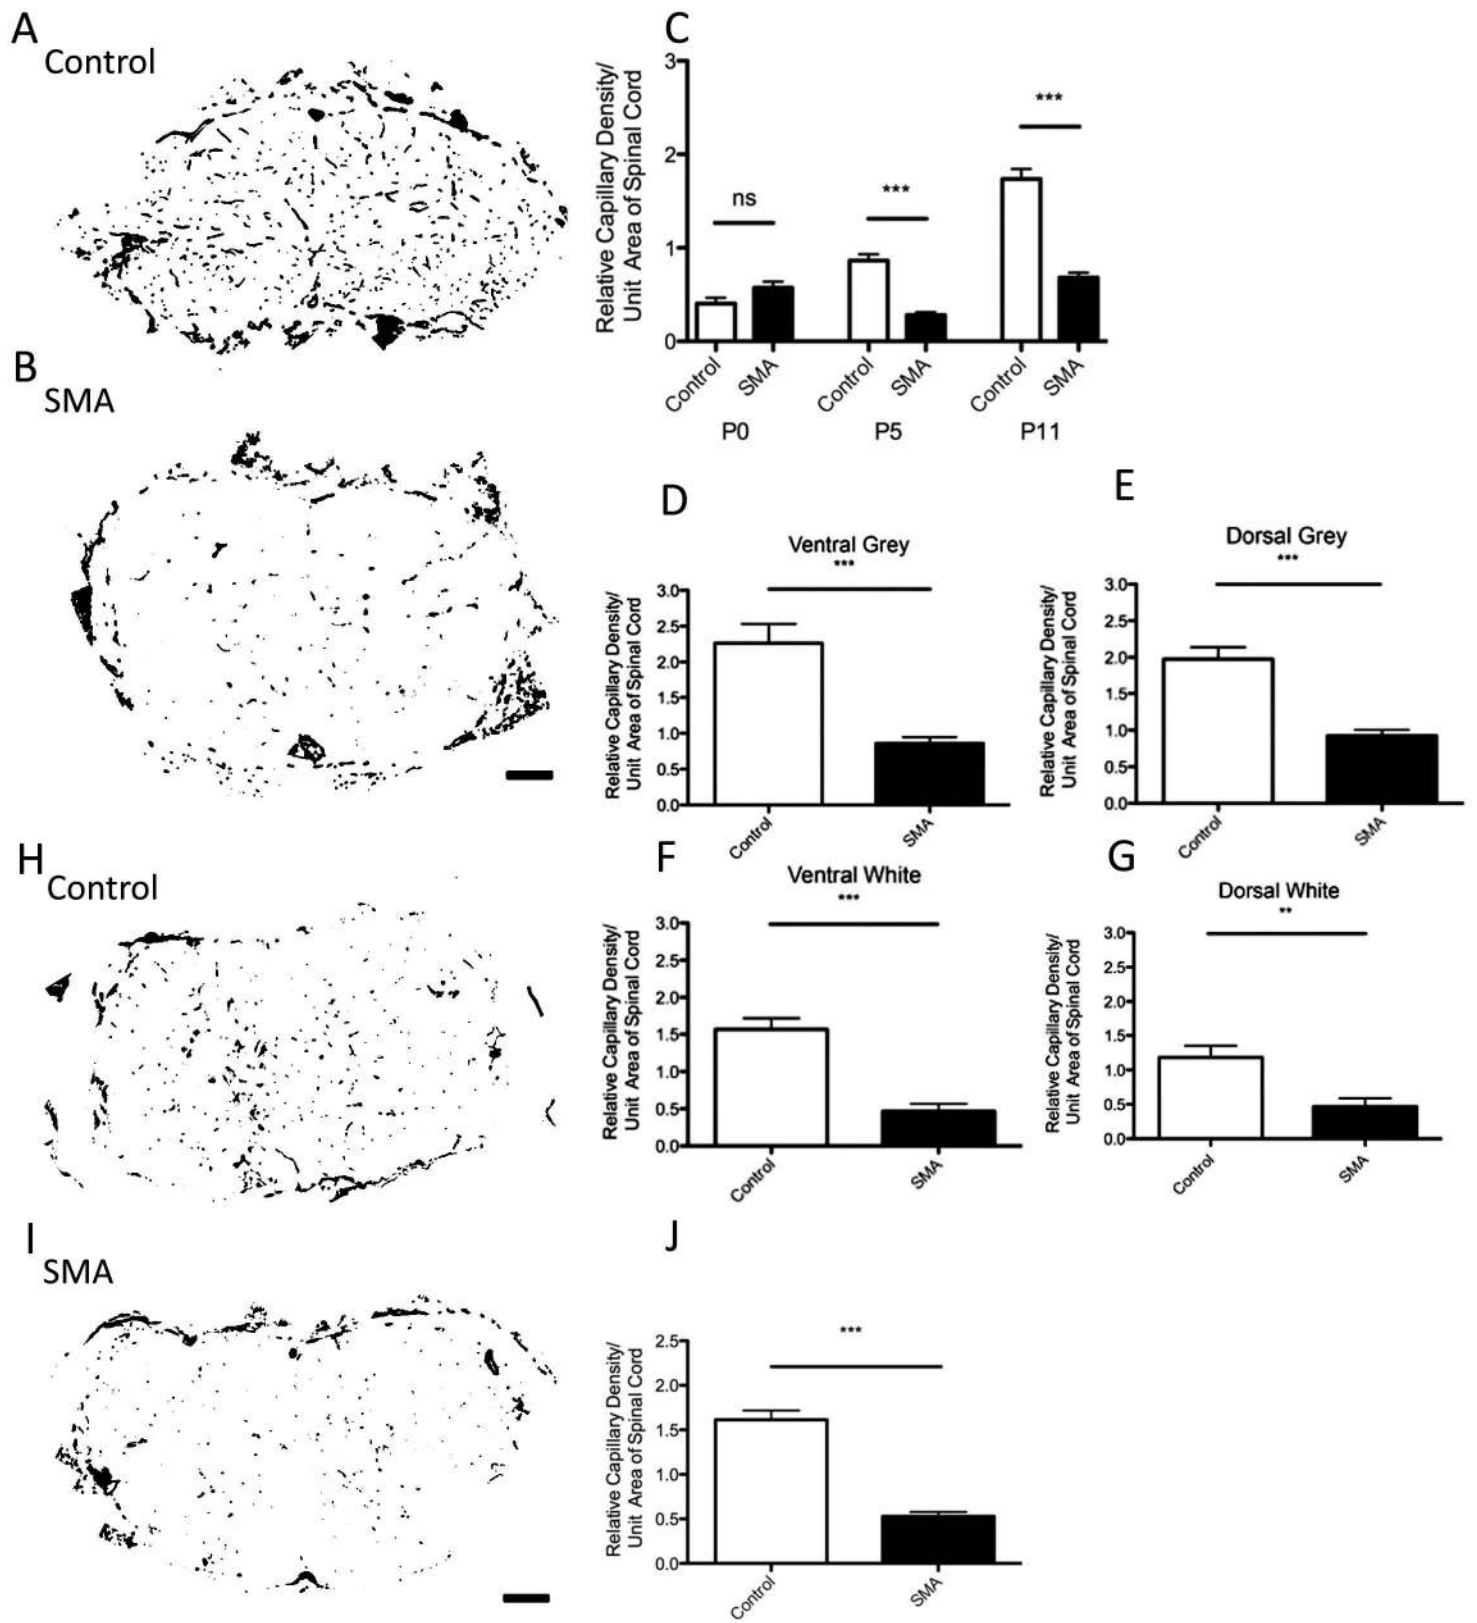 A
Control
B
SMA
C
Relative Capillary Density/
Unit Area of Spinal Cord
3
2
1
0
ns
***
***
Control
SMA
Control
SMA
Control
SMA
P0
P5
P11
D
Ventral Grey
***
Relative Capillary Density/
Unit Area of Spinal Cord
3.0
2.5
2.0
1.5
1.0
0.5
0.0
Control
SMA
E
Dorsal Grey
***
Relative Capillary Density/
Unit Area of Spinal Cord
3.0
2.5
2.0
1.5
1.0
0.5
0.0
Control
SMA
H
Control
F
Ventral White
***
Relative Capillary Density/
Unit Area of Spinal Cord
3.0
2.5
2.0
1.5
1.0
0.5
0.0
Control
SMA
G
Dorsal White
**
Relative Capillary Density/
Unit Area of Spinal Cord
3.0
2.5
2.0
1.5
1.0
0.5
0.0
Control
SMA
I
SMA
J
***
Relative Capillary Density/
Unit Area of Spinal Cord
2.5
2.0
1.5
1.0
0.5
0.0
Control
SMA